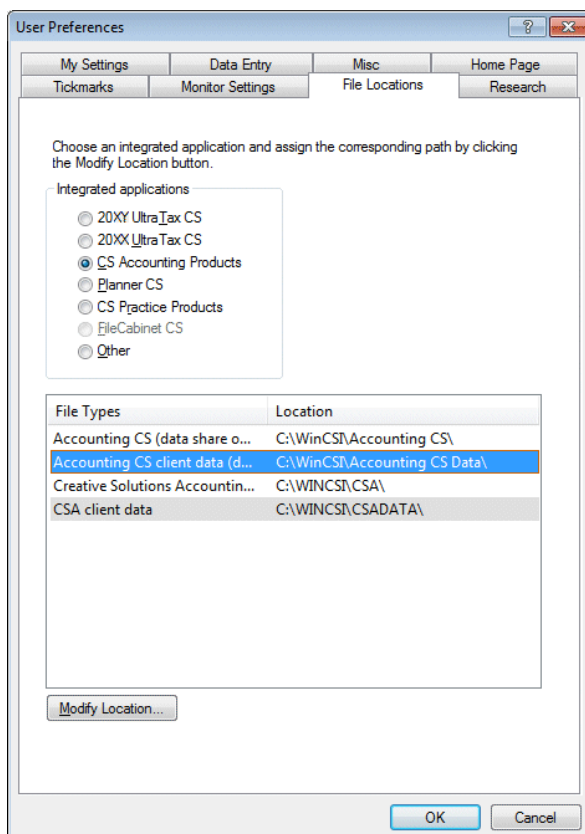 User Preferences
My Settings Data Entry Misc Home Page
Tickmarks Monitor Settings File Locations Research
Choose an integrated application and assign the corresponding path by clicking
the Modify Location button.
Integrated applications
20XY UltraTax CS
20XX UltraTax CS
CS Accounting Products
Planner CS
CS Practice Products
FileCabinet CS
Other
File Types Location
Accounting CS (data share o... C:\WinCSI\Accounting CS\
Accounting CS client data (d... C:\WinCSI\Accounting CS Data\
Creative Solutions Accountin... C:\WINCSI\CSA\
CSA client data C:\WINCSI\CSADATA\
Modify Location...
OK Cancel